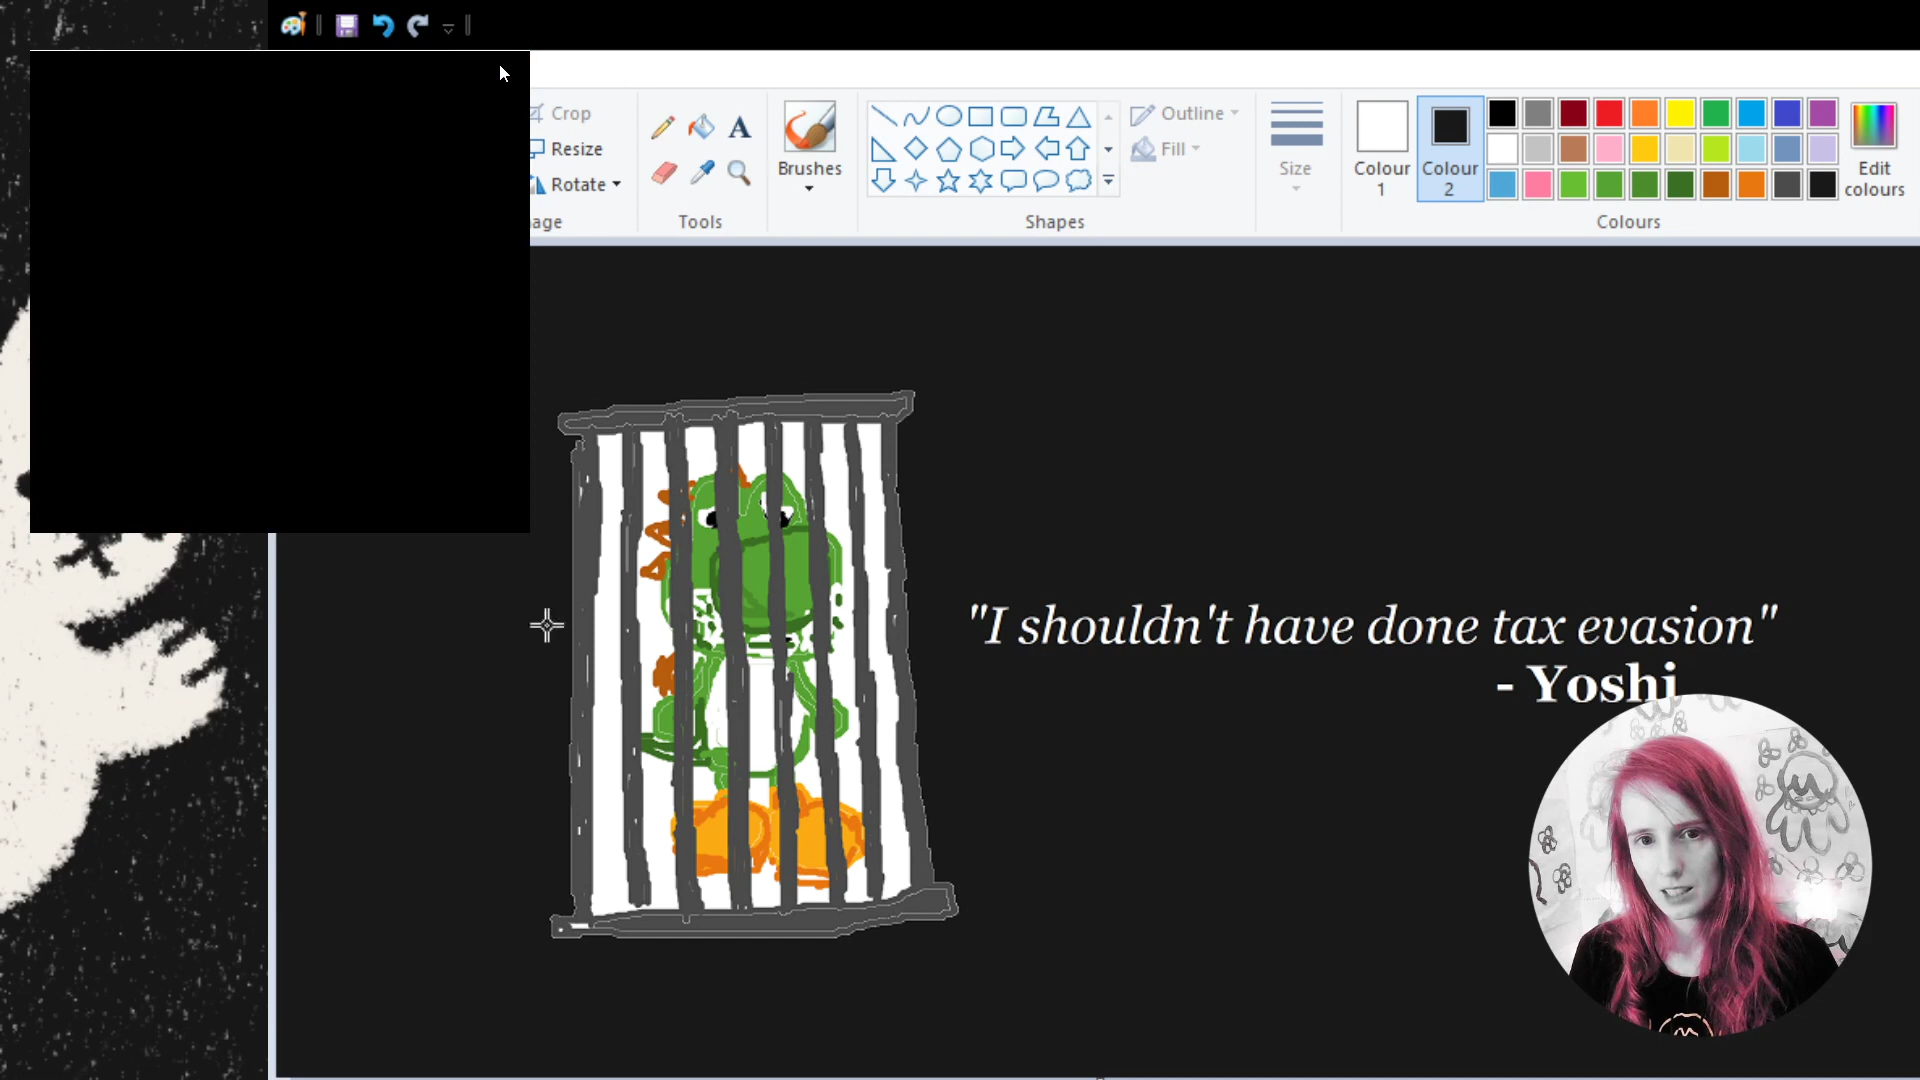 Crop
Resize
Rotate
age
A
Tools
Brushes
Outline
Fill
Shapes
Size
Colour
1
Colour
2
Edit
colours
Colours
"I shouldn't have done tax evasion"
- Yoshi